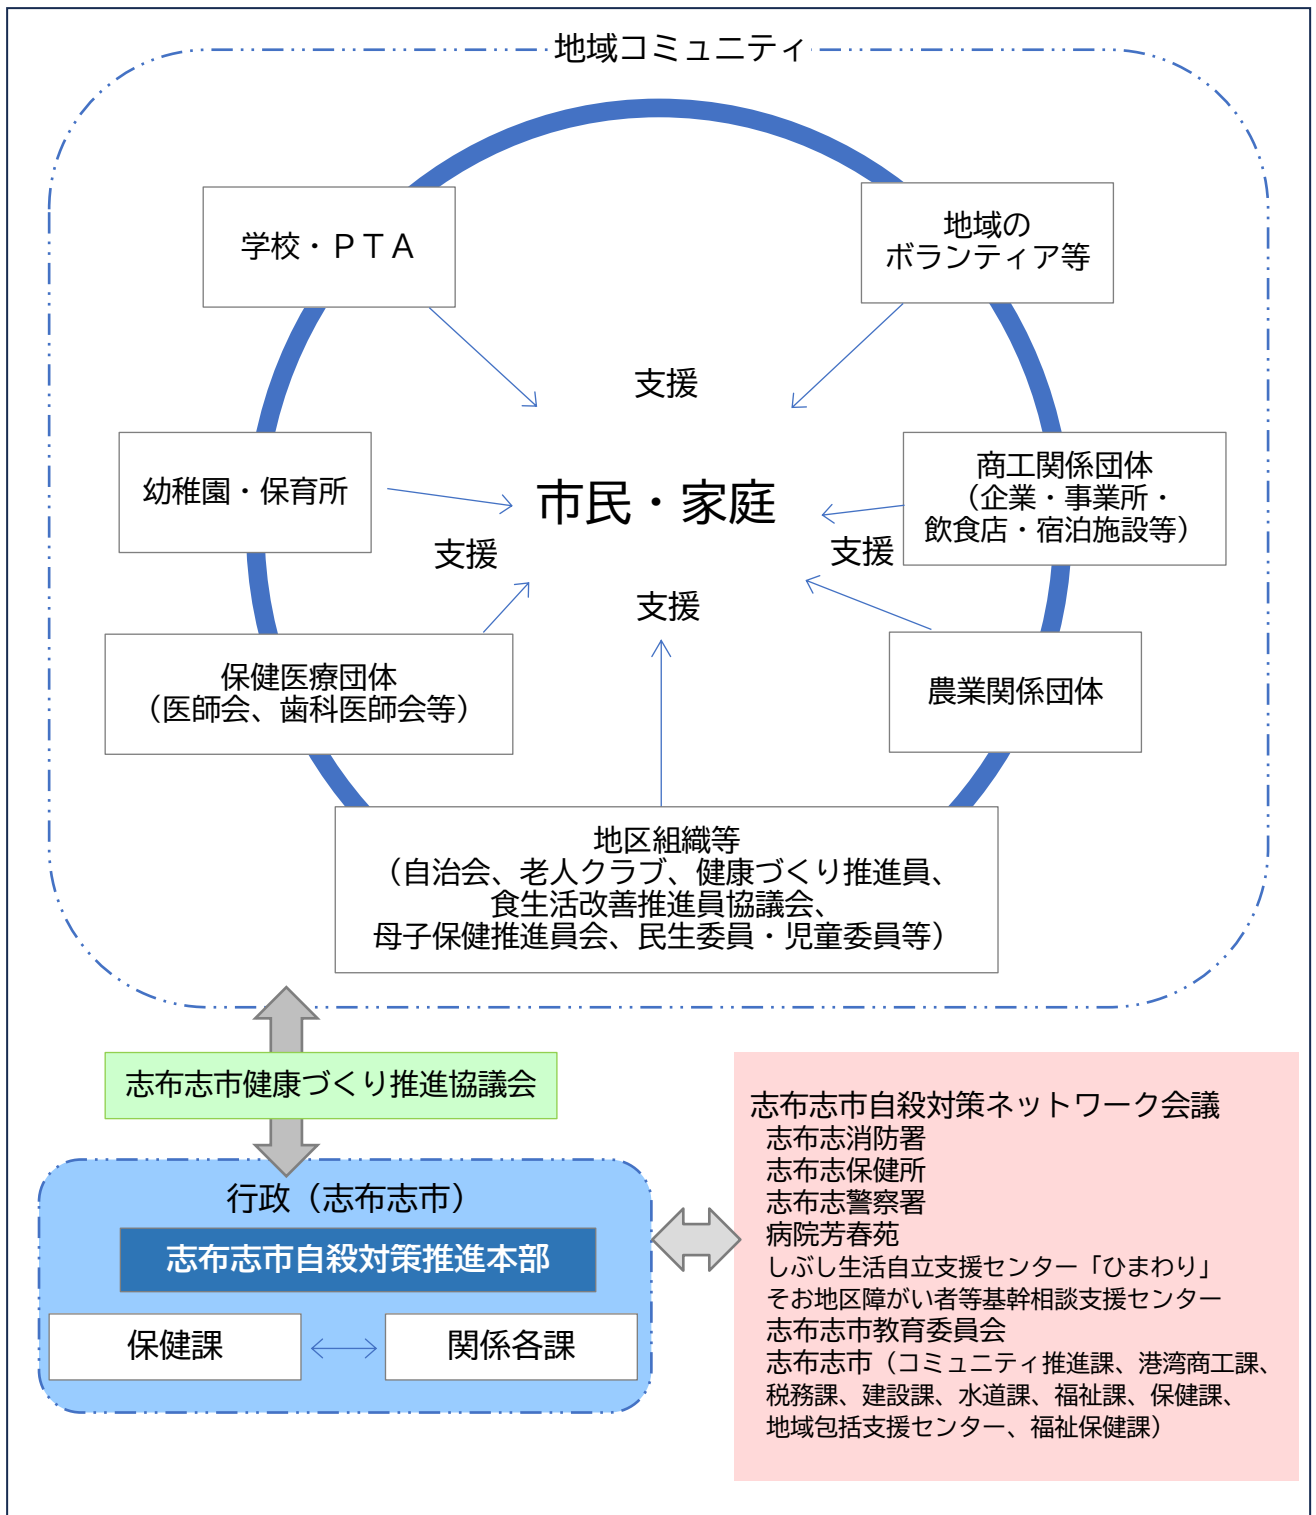 地域コミュニティ
学校・ＰＴＡ
地域の
ボランティア等
支援
幼稚園・保育所
市民・家庭
商工関係団体
（企業・事業所・
飲食店・宿泊施設等）
支援
支援
支援
保健医療団体
（医師会、歯科医師会等）
農業関係団体
地区組織等
（自治会、老人クラブ、健康づくり推進員、
食生活改善推進員協議会、
母子保健推進員会、民生委員・児童委員等）
志布志市健康づくり推進協議会
行政（志布志市）
志布志市自殺対策推進本部
保健課
関係各課
志布志市自殺対策ネットワーク会議
志布志消防署
志布志保健所
志布志警察署
病院芳春苑
しぶし生活自立支援センター「ひまわり」
そお地区障がい者等基幹相談支援センター
志布志市教育委員会
志布志市（コミュニティ推進課、港湾商工課、
税務課、建設課、水道課、福祉課、保健課、
地域包括支援センター、福祉保健課）